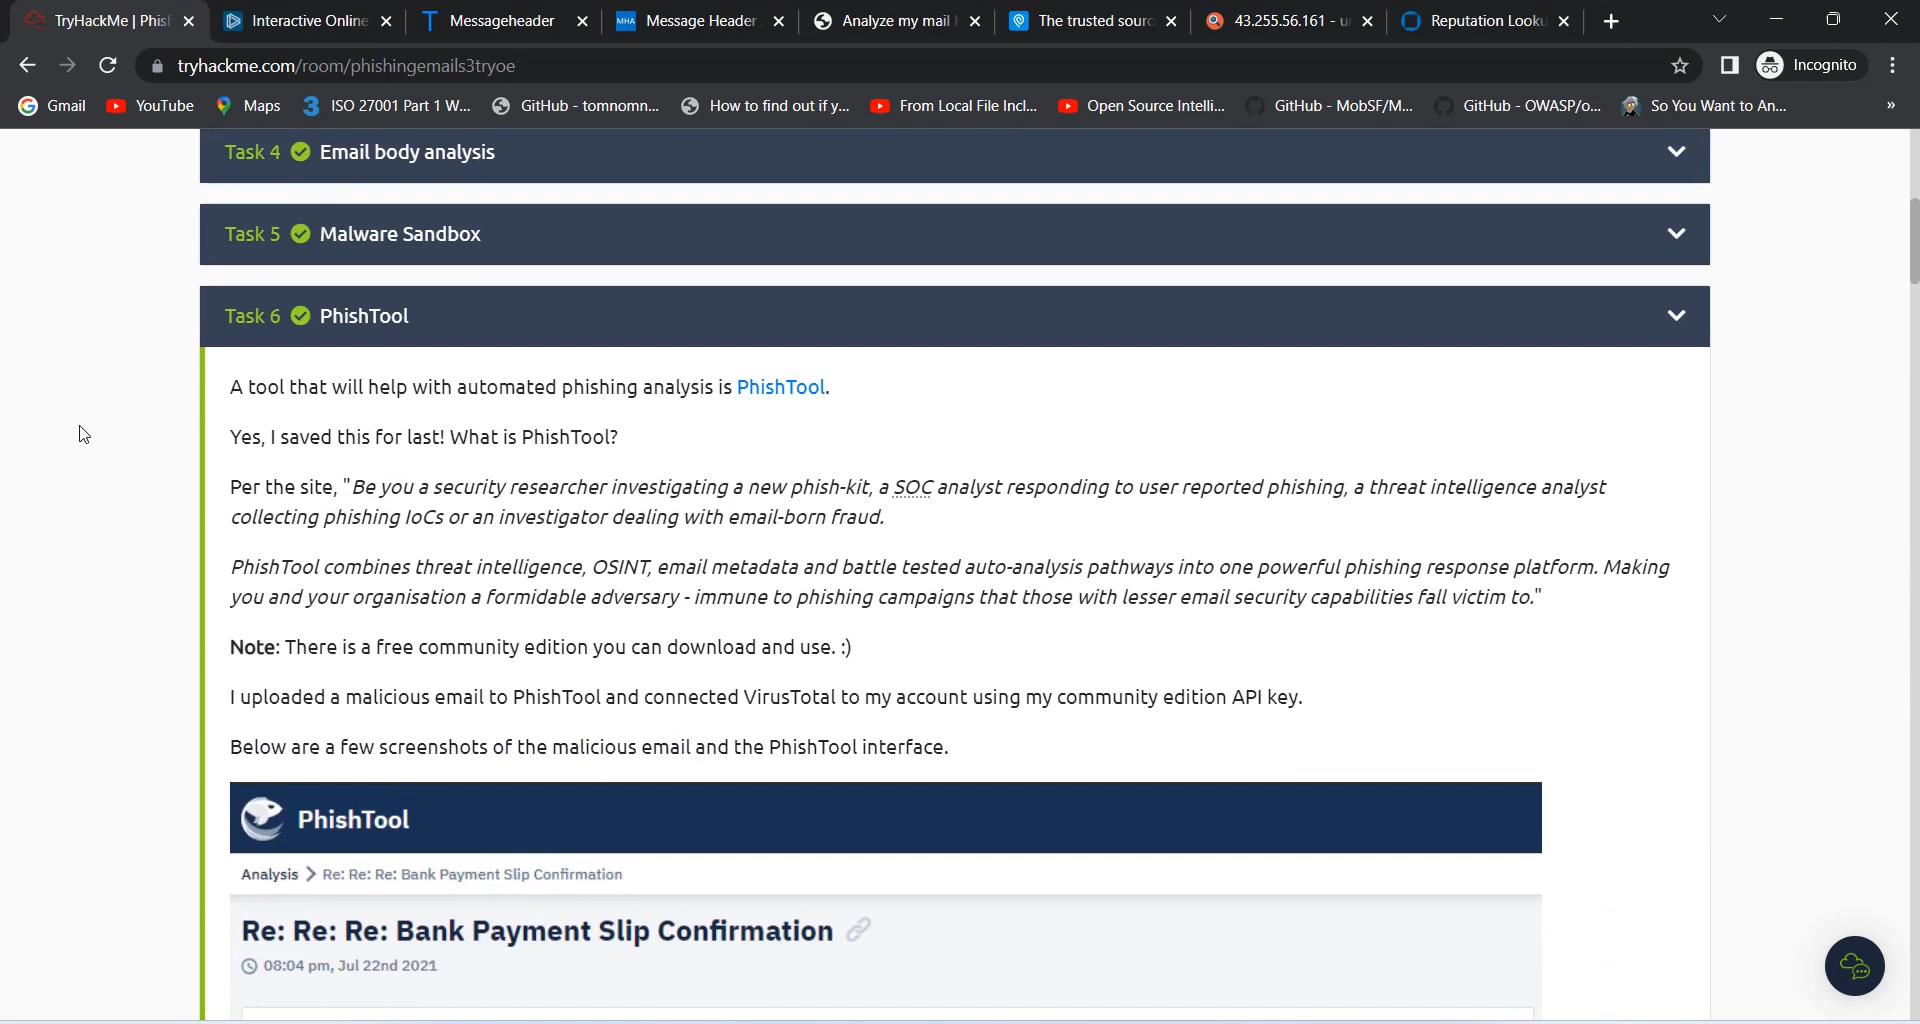 TryHackMe | Phish
Interactive Online
Messageheader
MHA Message Header
Analyze my mail h
The trusted sourc
43.255.56.161 - u
Reputation Looku
tryhackme.com/room/phishingemails3tryoe
Incognito
Gmail
YouTube
Maps
3 ISO 27001 Part 1 W...
GitHub - tomnomn...
How to find out if y...
From Local File Incl...
Open Source Intelli...
GitHub - MobSF/M...
GitHub - OWASP/o...
So You Want to An...
»
Task 4 Email body analysis
Task 5 Malware Sandbox
Task 6 PhishTool
A tool that will help with automated phishing analysis is PhishTool.
Yes, I saved this for last! What is PhishTool?
Per the site, "Be you a security researcher investigating a new phish-kit, a SOC analyst responding to user reported phishing, a threat intelligence analyst
collecting phishing IoCs or an investigator dealing with email-born fraud.
PhishTool combines threat intelligence, OSINT, email metadata and battle tested auto-analysis pathways into one powerful phishing response platform. Making
you and your organisation a formidable adversary - immune to phishing campaigns that those with lesser email security capabilities fall victim to."
Note: There is a free community edition you can download and use. :)
I uploaded a malicious email to PhishTool and connected VirusTotal to my account using my community edition API key.
Below are a few screenshots of the malicious email and the PhishTool interface.
PhishTool
Analysis > Re: Re: Re: Bank Payment Slip Confirmation
Re: Re: Re: Bank Payment Slip Confirmation
08:04 pm, Jul 22nd 2021